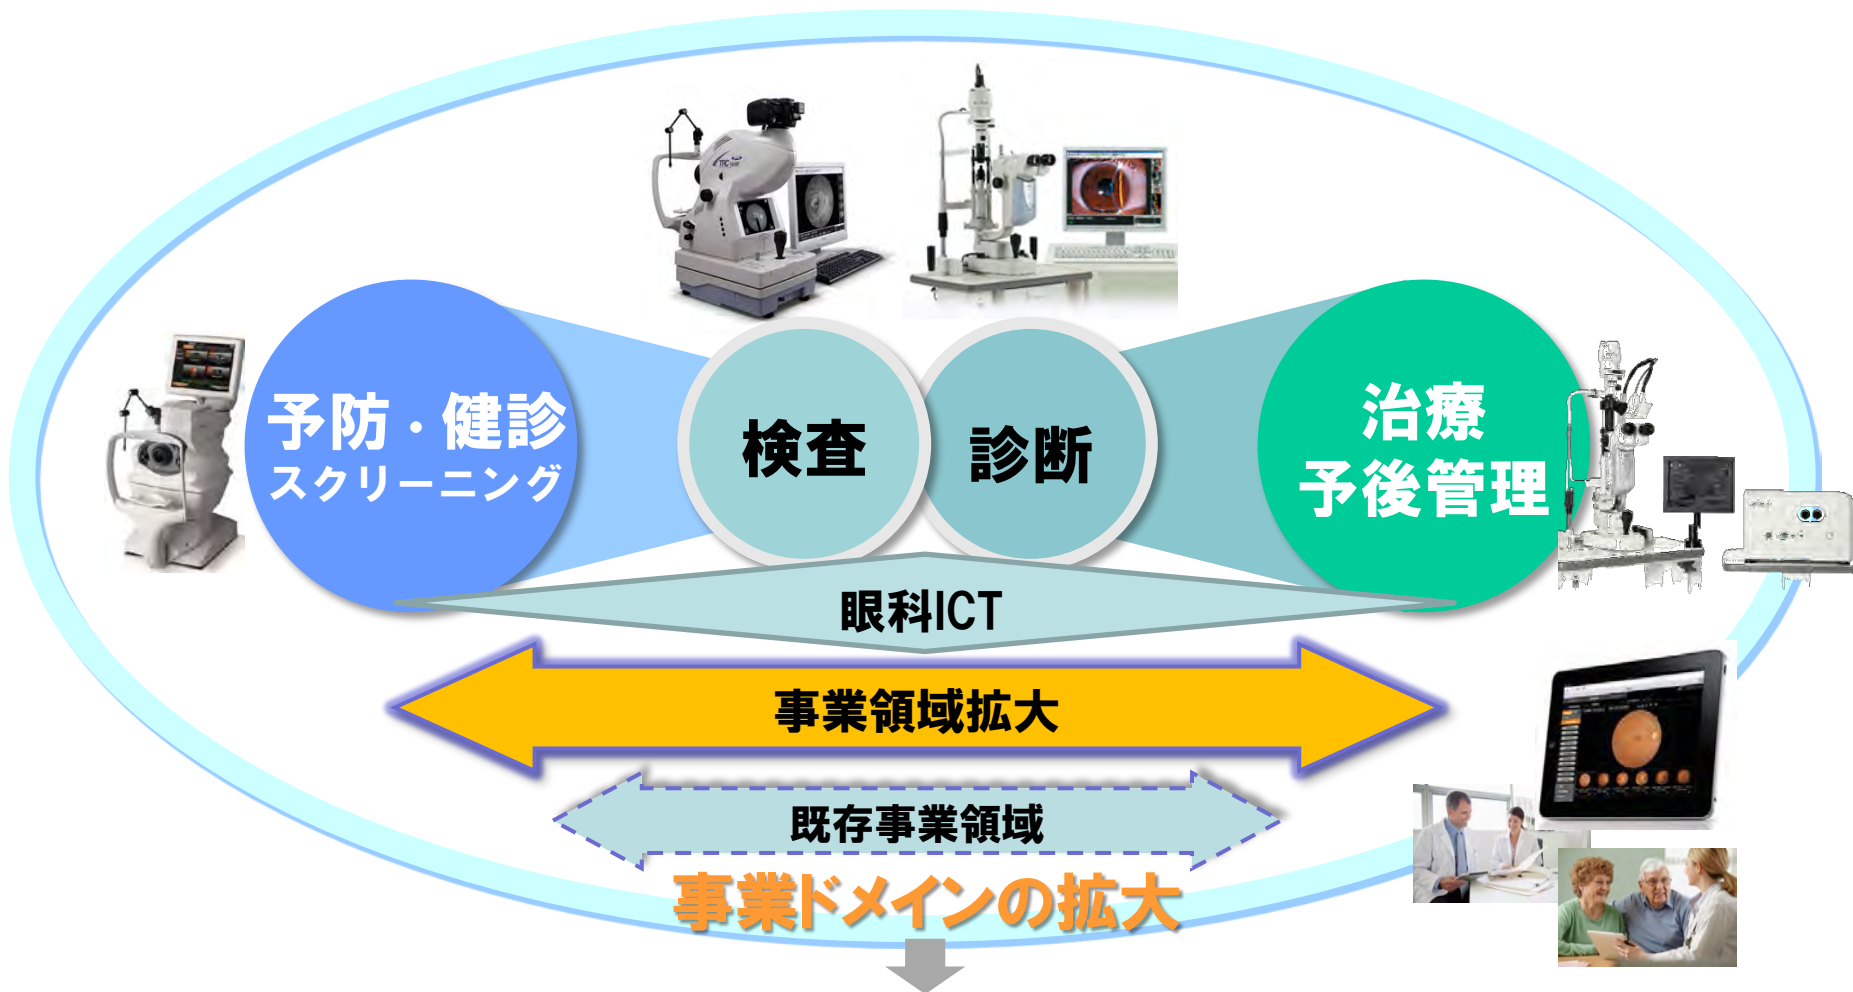 TRC
予防・健診
スクリーニング
検査
診断
治療
予後管理
眼科ICT
事業領域拡大
既存事業領域
事業ドメインの拡大